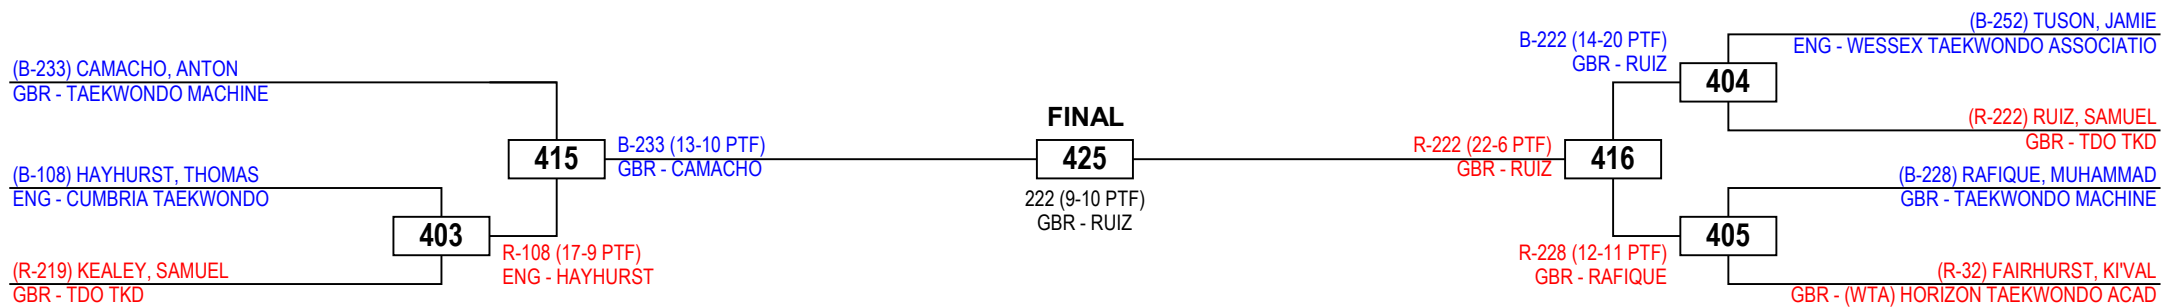 (B-233) CAMACHO, ANTON
GBR - TAEKWONDO MACHINE
(B-108) HAYHURST, THOMAS
ENG - CUMBRIA TAEKWONDO
403
(R-219) KEALEY, SAMUEL
GBR - TDO TKD
415
R-108 (17-9 PTF)
ENG - HAYHURST
B-233 (13-10 PTF)
GBR - CAMACHO
FINAL
425
222 (9-10 PTF)
GBR - RUIZ
R-222 (22-6 PTF)
GBR - RUIZ
416
B-222 (14-20 PTF)
GBR - RUIZ
404
R-228 (12-11 PTF)
GBR - RAFIQUE
405
(B-252) TUSON, JAMIE
ENG - WESSEX TAEKWONDO ASSOCIATIO
(R-222) RUIZ, SAMUEL
GBR - TDO TKD
(B-228) RAFIQUE, MUHAMMAD
GBR - TAEKWONDO MACHINE
(R-32) FAIRHURST, KI'VAL
GBR - (WTA) HORIZON TAEKWONDO ACAD